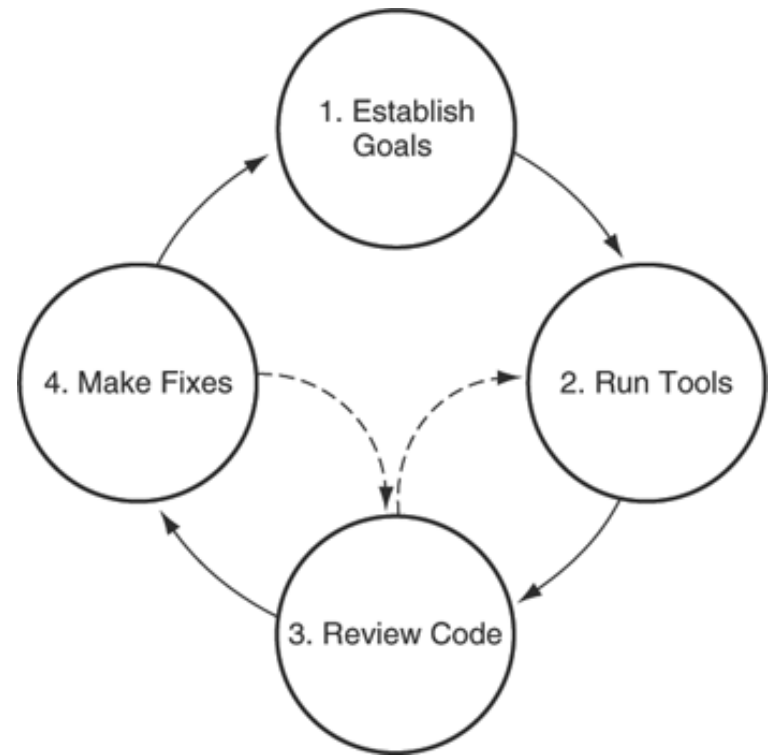 1. Establish
Goals
2. Run Tools
3. Review Code
4. Make Fixes